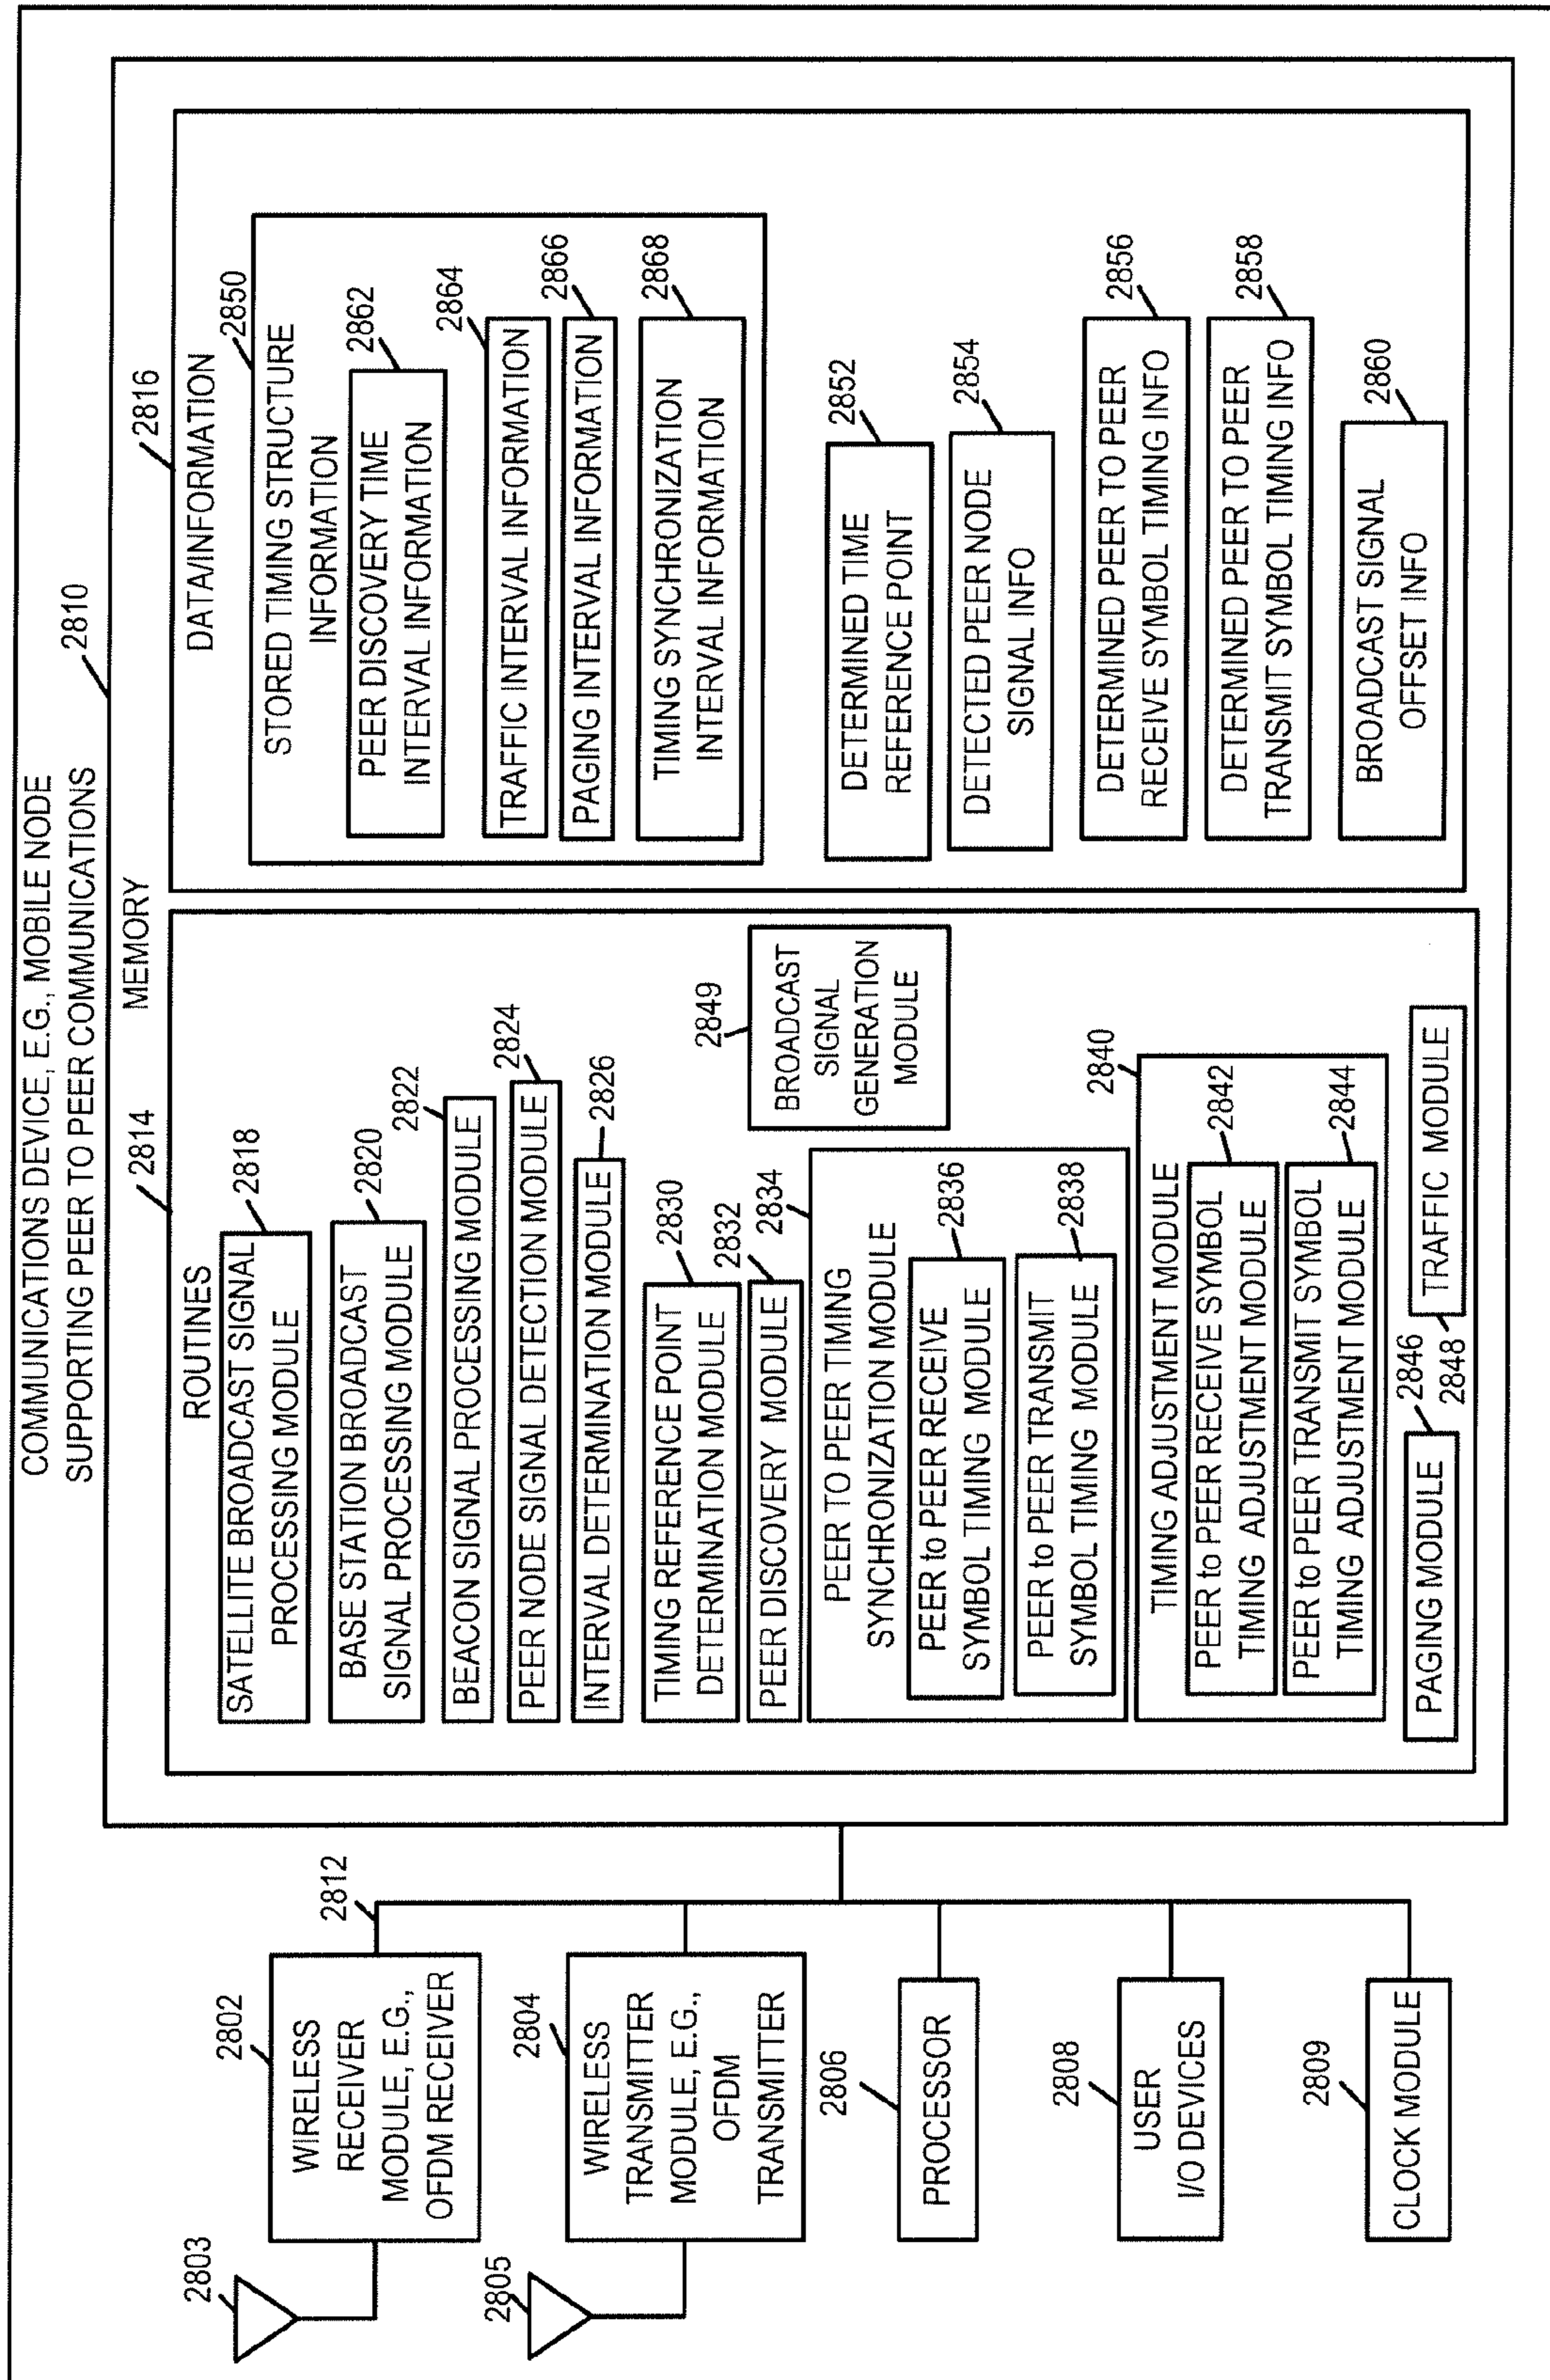 COMMUNICATIONS DEVICE, E.G., MOBILE NODE
SUPPORTING PEER TO PEER COMMUNICATIONS
2810
2803
2802
WIRELESS
RECEIVER
MODULE, E.G.,
OFDM RECEIVER
2812
2805
2804
WIRELESS
TRANSMITTER
MODULE, E.G.,
OFDM
TRANSMITTER
2806
PROCESSOR
2808
USER
I/O DEVICES
2809
CLOCK MODULE
MEMORY
2814
ROUTINES
SATELLITE BROADCAST SIGNAL
PROCESSING MODULE
2818
BASE STATION BROADCAST
SIGNAL PROCESSING MODULE
2820
BEACON SIGNAL PROCESSING MODULE
2822
PEER NODE SIGNAL DETECTION MODULE
2824
INTERVAL DETERMINATION MODULE
2826
TIMING REFERENCE POINT
DETERMINATION MODULE
2830
PEER DISCOVERY MODULE
2832
2834
PEER TO PEER TIMING
SYNCHRONIZATION MODULE
PEER to PEER RECEIVE
SYMBOL TIMING MODULE
2836
PEER to PEER TRANSMIT
SYMBOL TIMING MODULE
2838
2849
BROADCAST
SIGNAL
GENERATION
MODULE
2840
TIMING ADJUSTMENT MODULE
PEER to PEER RECEIVE SYMBOL
TIMING ADJUSTMENT MODULE
2842
PEER to PEER TRANSMIT SYMBOL
TIMING ADJUSTMENT MODULE
2844
PAGING MODULE
2846
2848
TRAFFIC MODULE
2816
DATA/INFORMATION
2850
STORED TIMING STRUCTURE
INFORMATION
2862
PEER DISCOVERY TIME
INTERVAL INFORMATION
2864
TRAFFIC INTERVAL INFORMATION
2866
PAGING INTERVAL INFORMATION
2868
TIMING SYNCHRONIZATION
INTERVAL INFORMATION
2852
DETERMINED TIME
REFERENCE POINT
2854
DETECTED PEER NODE
SIGNAL INFO
2856
DETERMINED PEER TO PEER
RECEIVE SYMBOL TIMING INFO
2858
DETERMINED PEER TO PEER
TRANSMIT SYMBOL TIMING INFO
2860
BROADCAST SIGNAL
OFFSET INFO